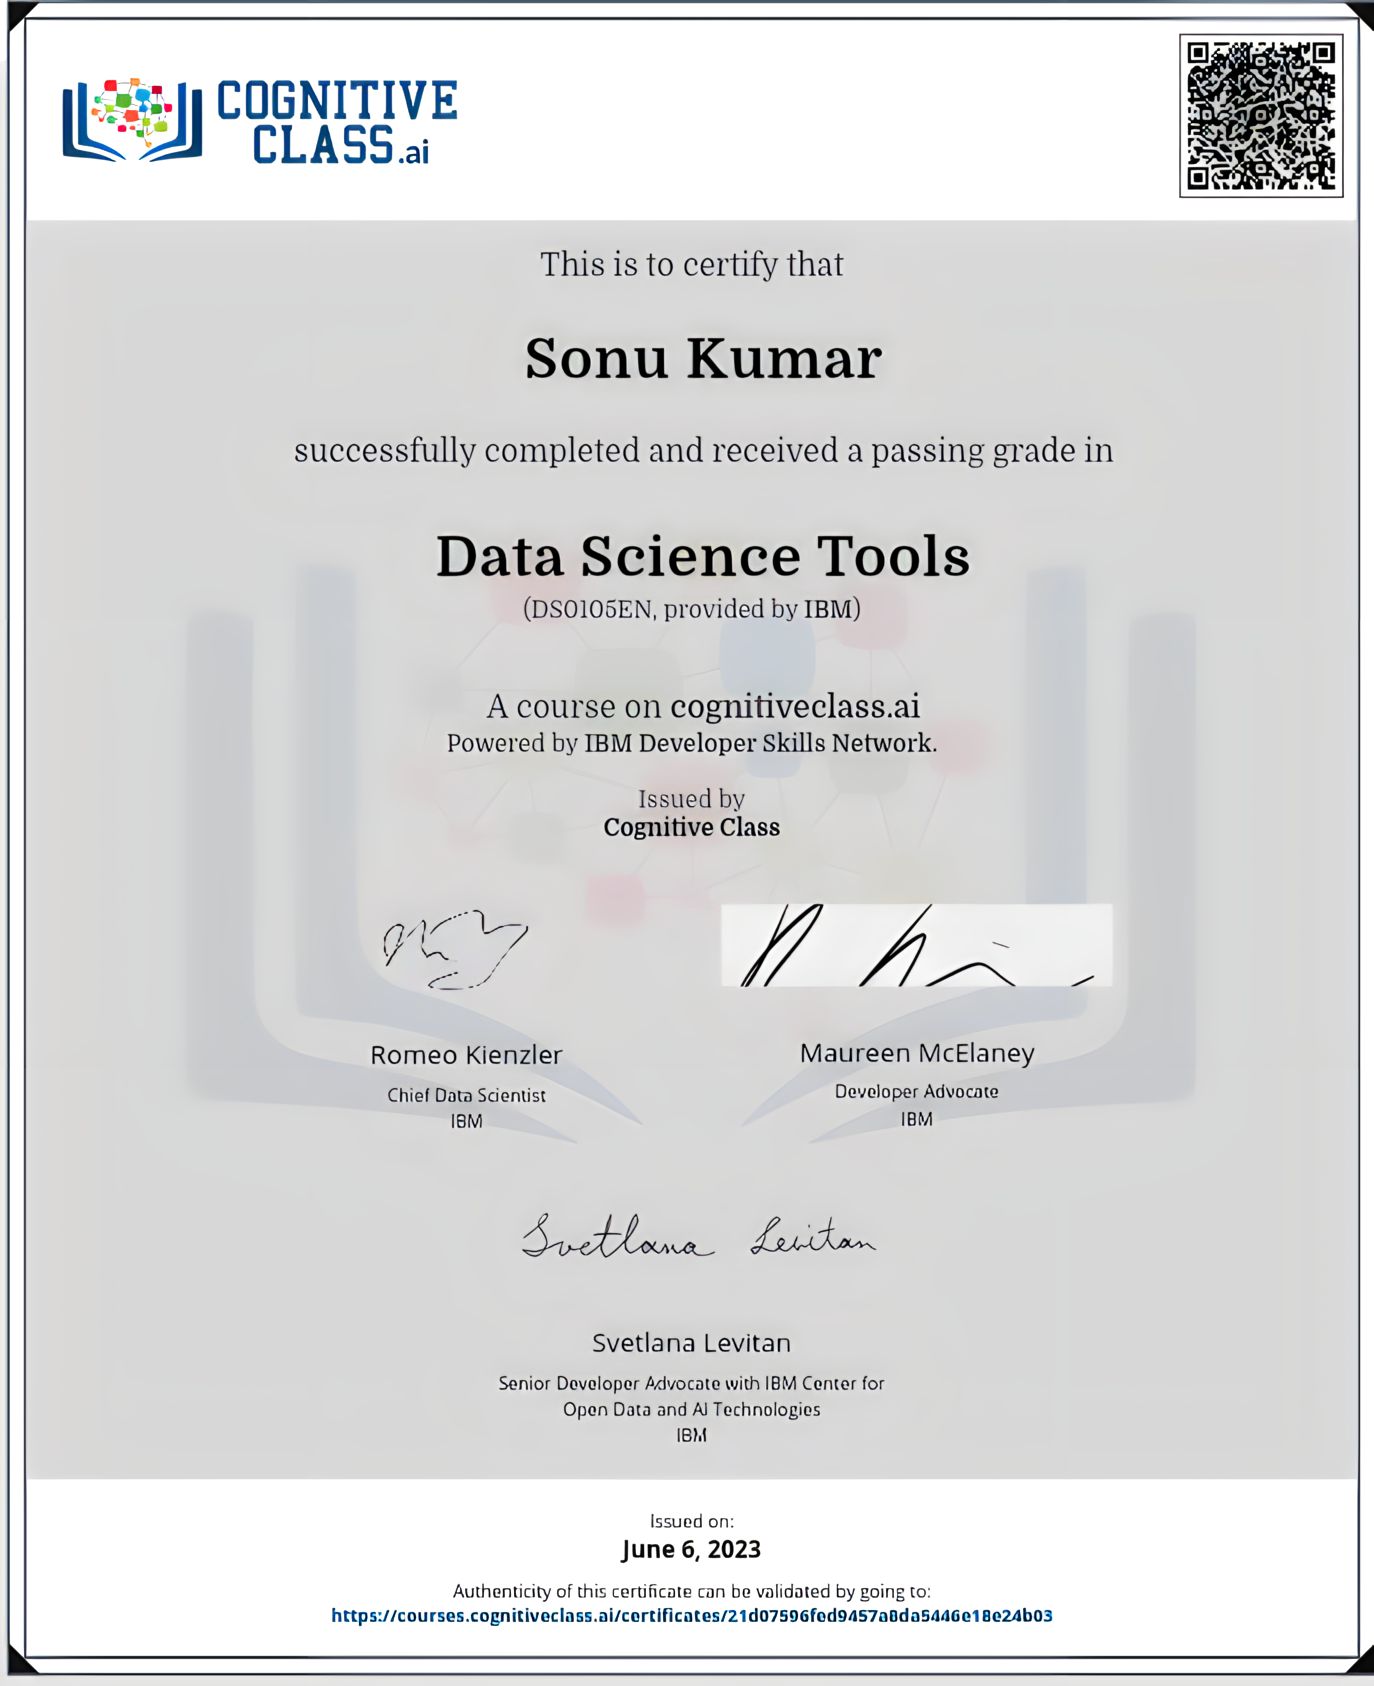 COGNITIVE
CLASS.ai
This is to certify that
Sonu Kumar
successfully completed and received a passing grade in
Data Science Tools
(DS0105EN, provided by IBM)
A course on cognitiveclass.ai
Powered by IBM Developer Skills Network.
Issued by
Cognitive Class
Romeo Kienzler
Chief Data Scientist
IBM
Maureen McElaney
Developer Advocate
IBM
Svetlana Levitan
Svetlana Levitan
Senior Developer Advocate with IBM Center for
Open Data and AI Technologies
IBM
Issued on:
June 6, 2023
Authenticity of this certificate can be validated by going to:
https://courses.cognitiveclass.ai/certificates/21d07596fed9457a8da5446e18e24b03